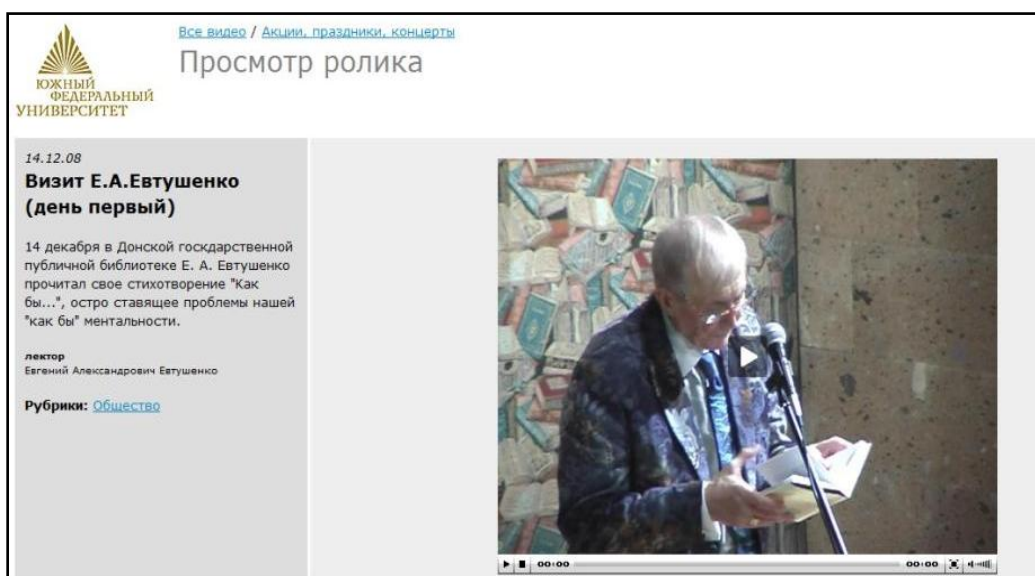 Все видео / Акции, праздники, концерты
Просмотр ролика
ЮЖНЫЙ
ФЕДЕРАЛЬНЫЙ
УНИВЕРСИТЕТ
14.12.08
Визит Е.А.Евтушенко
(день первый)
14 декабря в Донской госкдарственной
публичной библиотеке Е. А. Евтушенко
прочитал свое стихотворение "Как
бы...", остро ставящее проблемы нашей
"как бы" ментальности.
лектор
Евгений Александрович Евтушенко
Рубрики: Общество
00:00 00:00